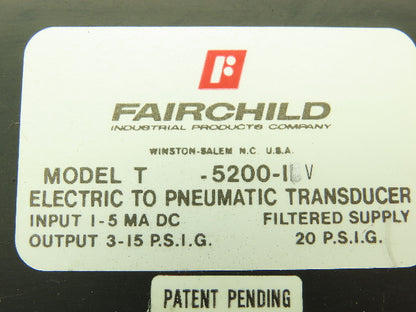 FAIRCHILD
INDUSTRIAL PRODUCTS COMPANY
WINSTON-SALEM N.C. U.S.A.
MODEL T -5200-1 V
ELECTRIC TO PNEUMATIC TRANSDUCER
INPUT 1-5 MA DC FILTERED SUPPLY
OUTPUT 3-15 P.S.I.G. 20 P.S.I.G.
PATENT PENDING